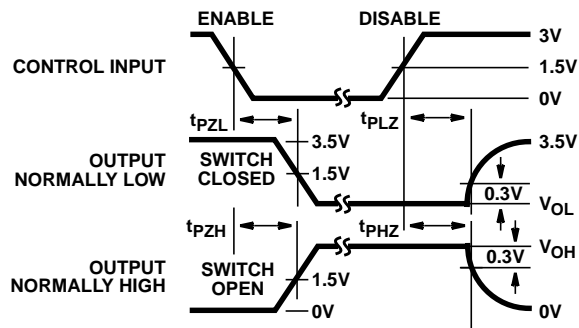 ENABLE
DISABLE
CONTROL INPUT
3V
1.5V
0V
tPZL
tPLZ
OUTPUT
NORMALLY LOW
SWITCH
CLOSED
3.5V
1.5V
3.5V
0.3V
VOL
tPZH
tPHZ
OUTPUT
NORMALLY HIGH
SWITCH
OPEN
1.5V
0V
VOH
0.3V
0V